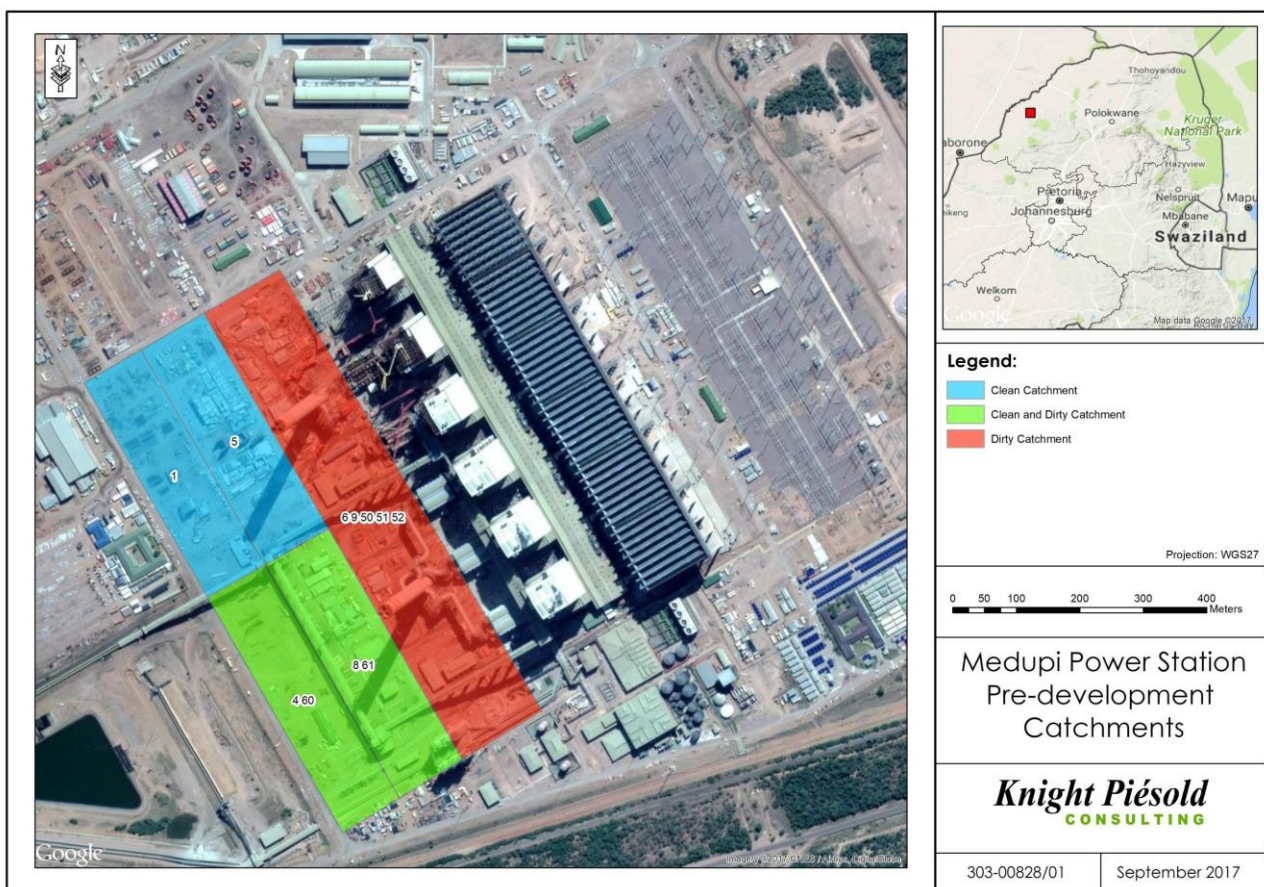 N
1
5
6 9 50 51 52
8 61
4 60
Google
Thohoyandou
Polokwane
Kruger
National Park
aborone
Hazyview
Pretoria
Nelspruit
Mapu
ikeng
Johannesburg
Mbabane
Swaziland
Welkom
Google
Map data Google ©2017
Legend:
Clean Catchment
Clean and Dirty Catchment
Dirty Catchment
Projection: WGS27
0 50 100 200 300 400
Meters
Medupi Power Station
Pre-development
Catchments
Knight Piésold
CONSULTING
303-00828/01
September 2017